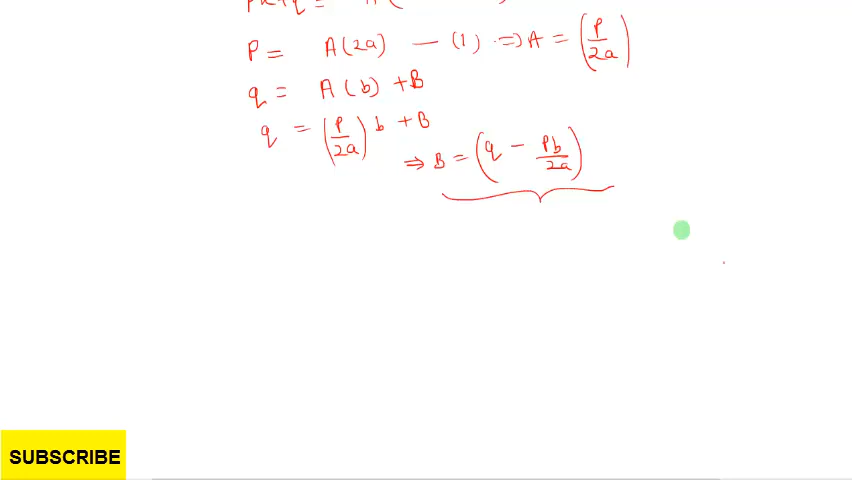 P = A(2a) — (1) ⇒ A = (P/2a)
q = A(b) + B
q = (P/2a) b + B
⇒ B = (q - Pb/2a)
SUBSCRIBE